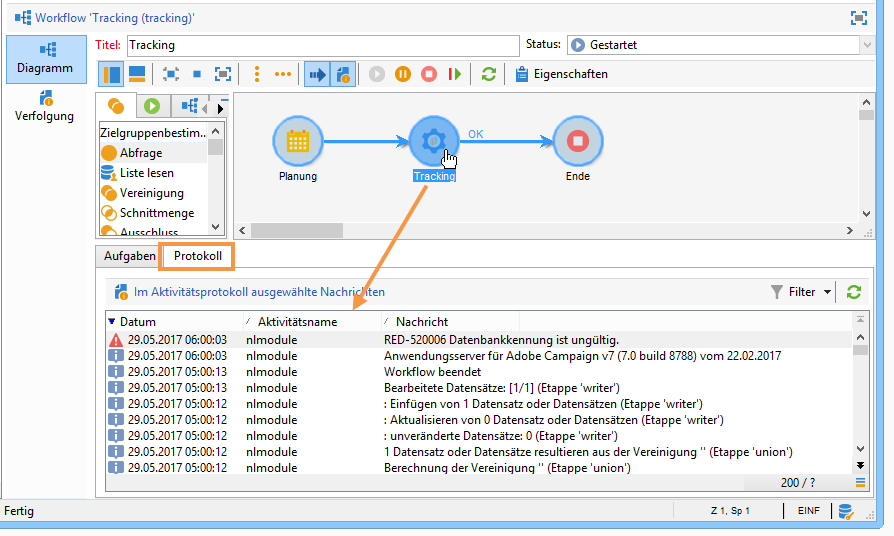 Workflow 'Tracking (tracking)'
Titel: Tracking Status: Gestartet
Diagramm
Verfolgung
Eigenschaften
Zielgruppenbestim...
Abfrage
Liste lesen
Vereinigung
Schnittmenge
Ausschluss
Planung
Tracking
OK
Ende
Aufgaben Protokoll
Im Aktivitätsprotokoll ausgewählte Nachrichten Filter
Datum Aktivitätsname Nachricht
29.05.2017 06:00:03 nlmodule RED-520006 Datenbankkennung ist ungültig.
29.05.2017 06:00:03 nlmodule Anwendungsserver für Adobe Campaign v7 (7.0 build 8788) vom 22.02.2017
29.05.2017 05:00:13 nlmodule Workflow beendet
29.05.2017 05:00:13 nlmodule Bearbeitete Datensätze: [1/1] (Etappe 'writer')
29.05.2017 05:00:12 nlmodule : Einfügen von 1 Datensatz oder Datensätzen (Etappe 'writer')
29.05.2017 05:00:12 nlmodule : Aktualisieren von 0 Datensatz oder Datensätzen (Etappe 'writer')
29.05.2017 05:00:12 nlmodule : unveränderte Datensätze: 0 (Etappe 'writer')
29.05.2017 05:00:12 nlmodule 1 Datensatz oder Datensätze resultieren aus der Vereinigung '' (Etappe 'union')
29.05.2017 05:00:12 nlmodule Berechnung der Vereinigung '' (Etappe 'union')
200 / ?
Fertig Z 1, Sp 1 EINF